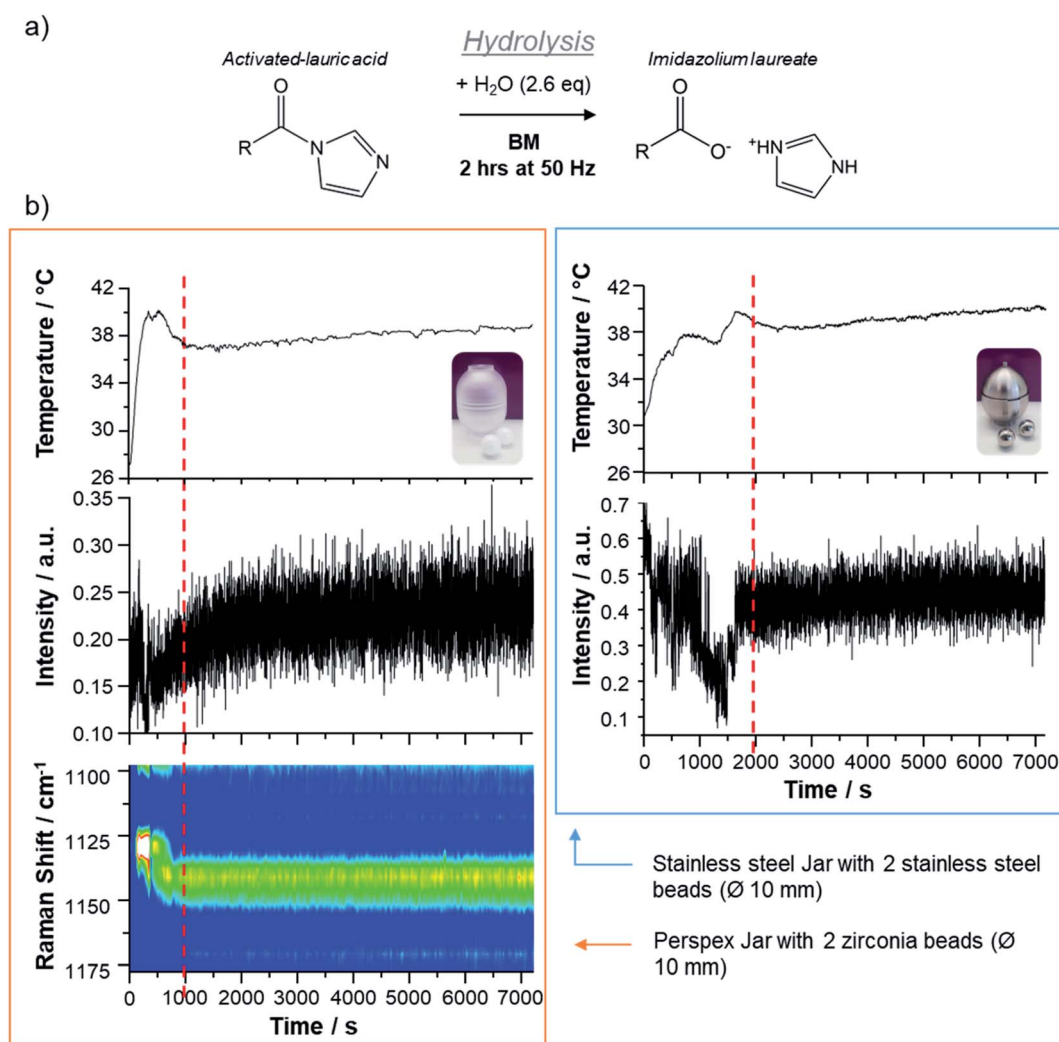 a)
Hydrolysis
Activated-lauric acid
Imidazolium laureate
+ H₂O (2.6 eq)
O
R
N
N
BM
2 hrs at 50 Hz
O
R
O-
+HN
NH
b)
Temperature / °C
42
38
34
30
26
Intensity / a.u.
0.35
0.30
0.25
0.20
0.15
0.10
Raman Shift / cm⁻¹
1100
1125
1150
1175
0 1000 2000 3000 4000 5000 6000 7000
Time / s
Temperature / °C
42
38
34
30
26
Intensity / a.u.
0.7
0.6
0.5
0.4
0.3
0.2
0.1
0 1000 2000 3000 4000 5000 6000 7000
Time / s
Stainless steel Jar with 2 stainless steel
beads (Ø 10 mm)
Perspex Jar with 2 zirconia beads (Ø
10 mm)